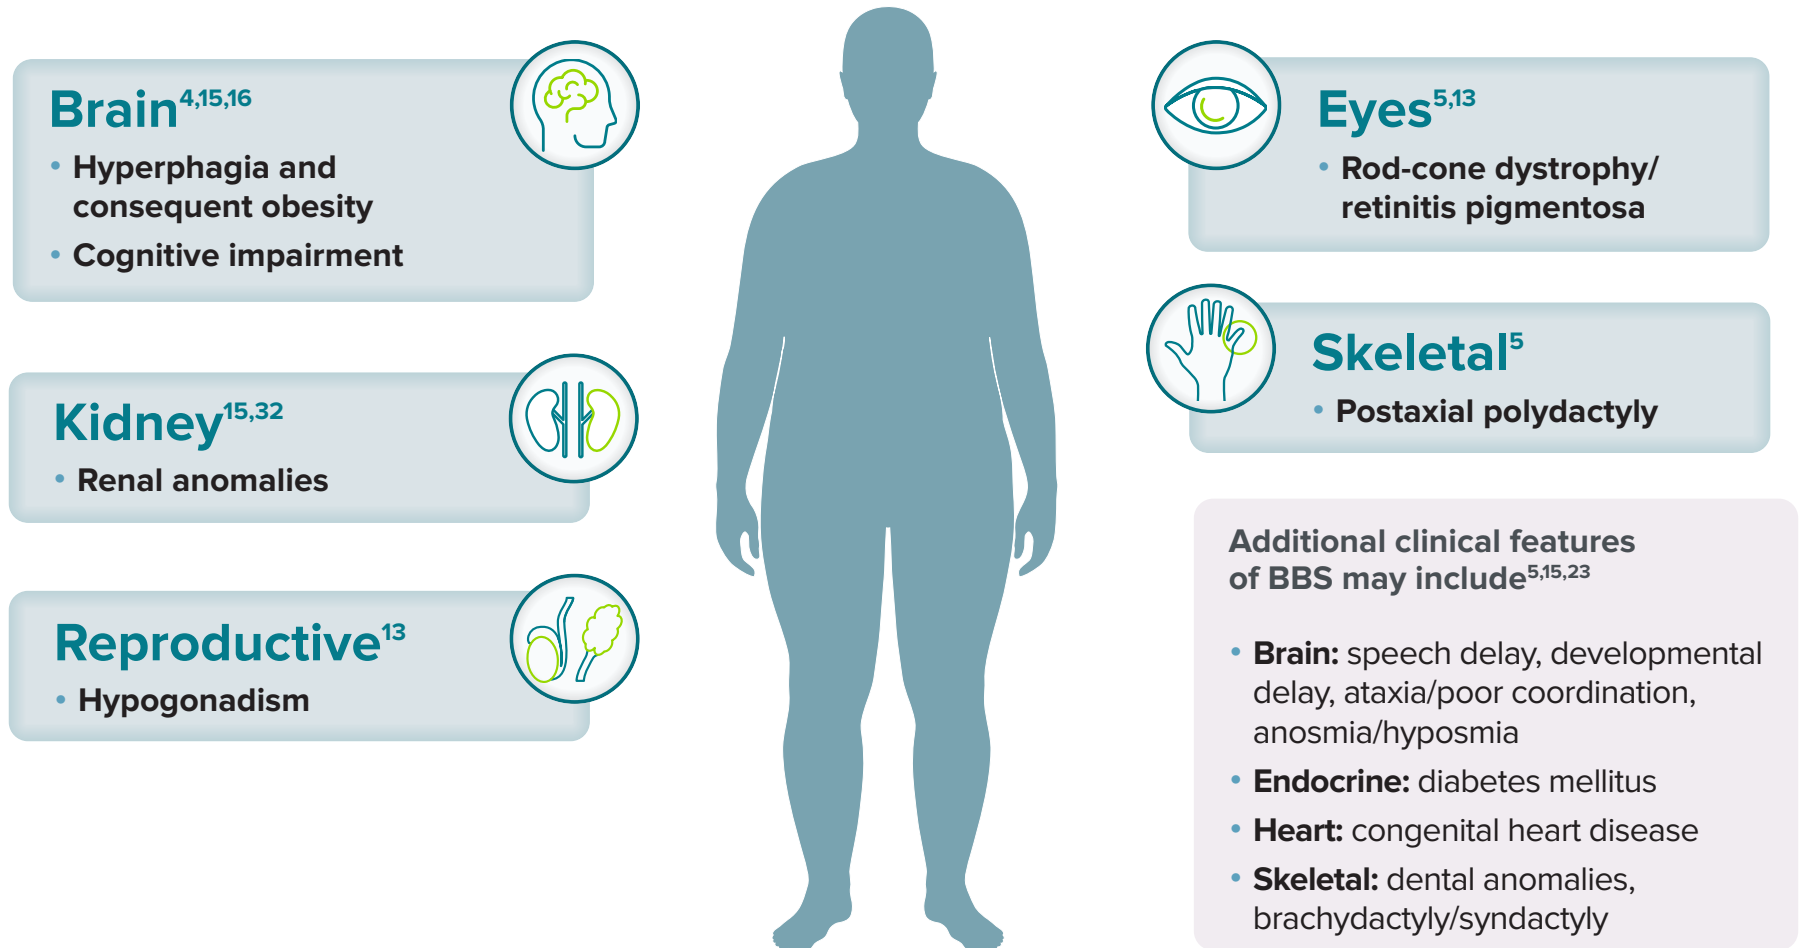 Brain4,15,16
• Hyperphagia and
consequent obesity
• Cognitive impairment
Kidney15,32
• Renal anomalies
Reproductive13
• Hypogonadism
Eyes5,13
• Rod-cone dystrophy/
retinitis pigmentosa
Skeletal5
• Postaxial polydactyly
Additional clinical features
of BBS may include5,15,23
• Brain: speech delay, developmental
delay, ataxia/poor coordination,
anosmia/hyposmia
• Endocrine: diabetes mellitus
• Heart: congenital heart disease
• Skeletal: dental anomalies,
brachydactyly/syndactyly